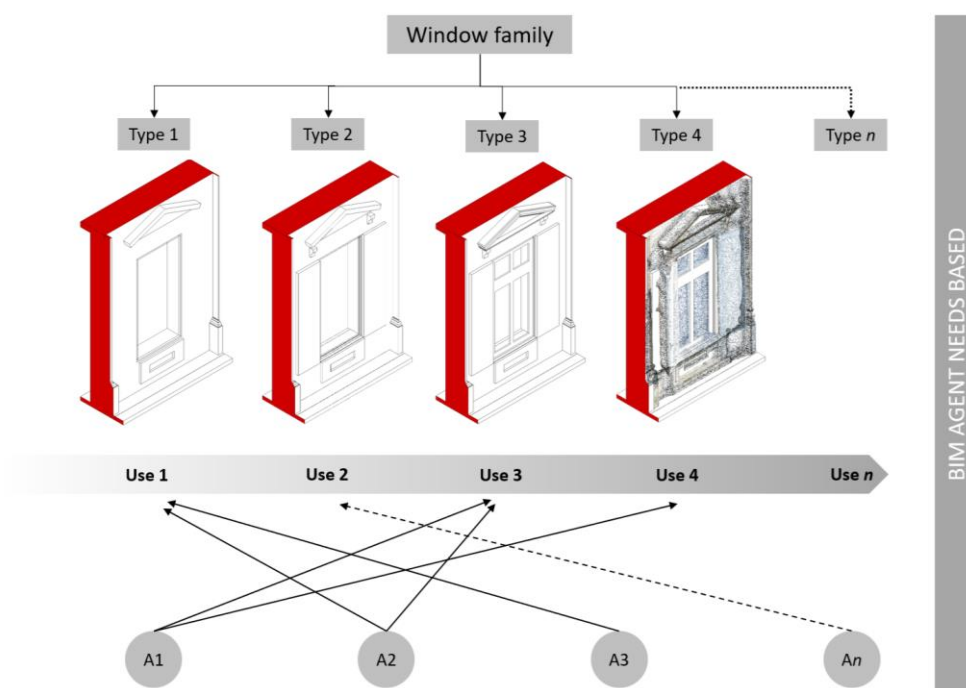 Window family
Type 1
Type 2
Type 3
Type 4
Type n
Use 1
Use 2
Use 3
Use 4
Use n
A1
A2
A3
An
BIM AGENT NEEDS BASED